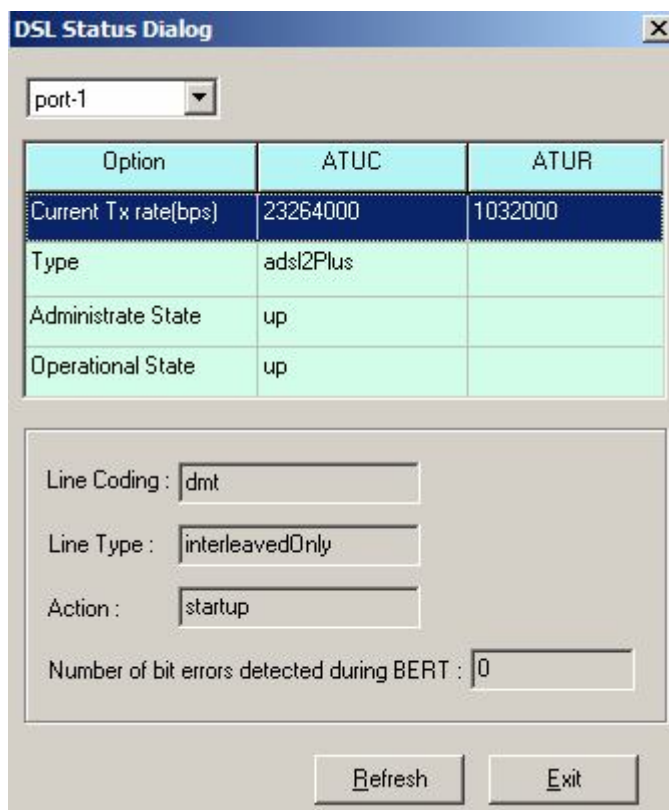 DSL Status Dialog
port-1
Option ATUC ATUR
Current Tx rate(bps) 23264000 1032000
Type adsl2Plus
Administrate State up
Operational State up
Line Coding : dmt
Line Type : interleavedOnly
Action : startup
Number of bit errors detected during BERT : 0
Refresh Exit